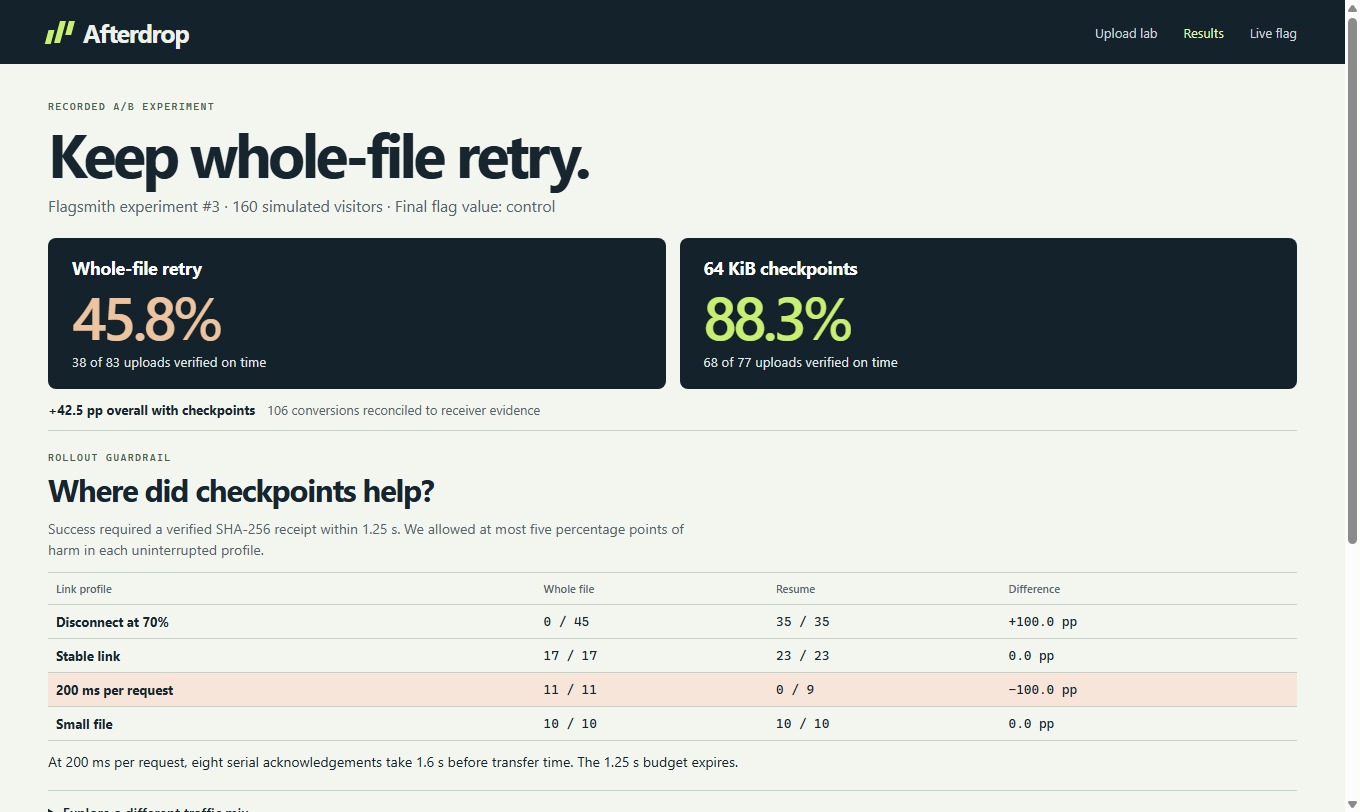 Afterdrop
Upload lab
Results
Live flag
RECORDED A/B EXPERIMENT
Keep whole-file retry.
Flagsmith experiment #3 · 160 simulated visitors · Final flag value: control
Whole-file retry
45.8%
38 of 83 uploads verified on time
64 KiB checkpoints
88.3%
68 of 77 uploads verified on time
+42.5 pp overall with checkpoints 106 conversions reconciled to receiver evidence
ROLLOUT GUARDRAIL
Where did checkpoints help?
Success required a verified SHA-256 receipt within 1.25 s. We allowed at most five percentage points of
harm in each uninterrupted profile.
Link profile Whole file Resume Difference
Disconnect at 70% 0 / 45 35 / 35 +100.0 pp
Stable link 17 / 17 23 / 23 0.0 pp
200 ms per request 11 / 11 0 / 9 −100.0 pp
Small file 10 / 10 10 / 10 0.0 pp
At 200 ms per request, eight serial acknowledgements take 1.6 s before transfer time. The 1.25 s budget expires.
Explore a different traffic mix